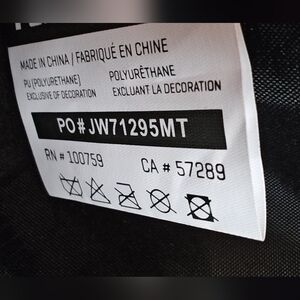 MADE IN CHINA / FABRIQUÉ EN CHINE
PU (POLYURETHANE) POLYURÉTHANE
EXCLUSIVE OF DECORATION EXCLUANT LA DECORATION
PO# JW71295MT
RN # 100759 CA # 57289